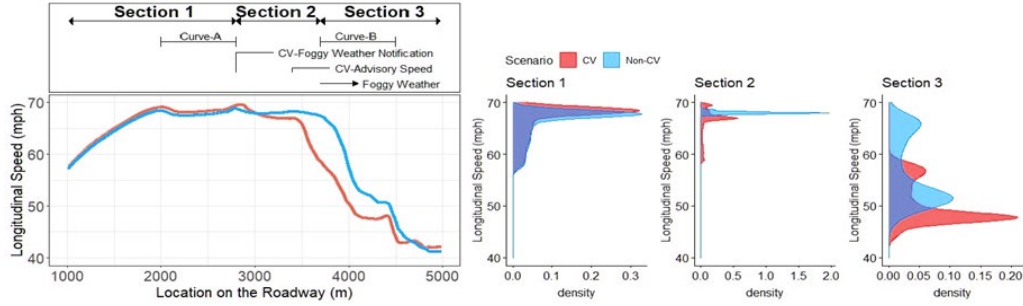 Section 1 Section 2 Section 3
Curve-A Curve-B
CV-Foggy Weather Notification
CV-Advisory Speed
Foggy Weather
Longitudinal Speed (mph)
70
60
50
40
1000 2000 3000 4000 5000
Location on the Roadway (m)
Scenario CV Non-CV
Section 1
Longitudinal Speed (mph)
70
60
50
40
0.0 0.1 0.2 0.3
density
Section 2
Longitudinal Speed (mph)
70
60
50
40
0.0 0.5 1.0 1.5 2.0
density
Section 3
Longitudinal Speed (mph)
70
60
50
40
0.00 0.05 0.10 0.15 0.20
density